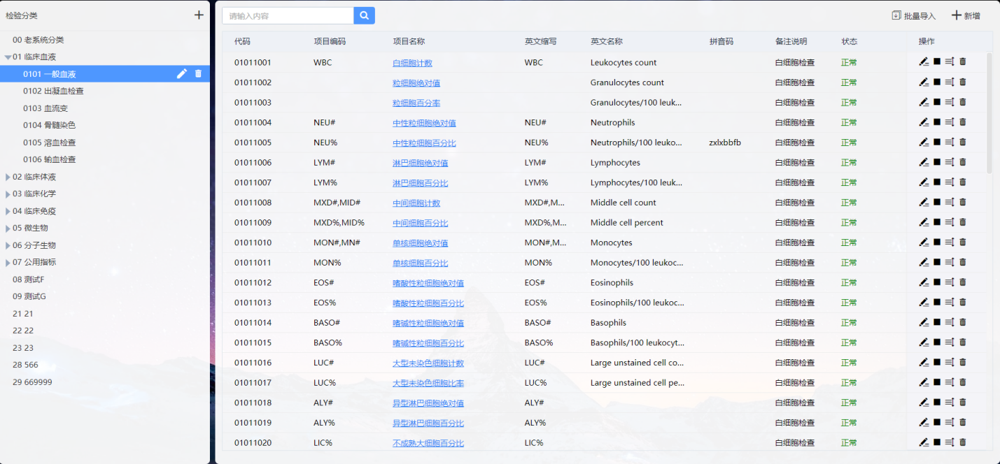 检验分类
00 老系统分类
01 临床血液
0101 一般血液
0102 出凝血检查
0103 血流变
0104 骨髓染色
0105 溶血检查
0106 输血检查
02 临床体液
03 临床化学
04 临床免疫
05 微生物
06 分子生物
07 公用指标
08 测试F
09 测试G
21 21
22 22
23 23
28 566
29 669999
请输入内容 批量导入 新增
代码 项目编码 项目名称 英文缩写 英文名称 拼音码 备注说明 状态 操作
01011001 WBC 白细胞计数 WBC Leukocytes count 白细胞检查 正常
01011002 粒细胞绝对值 Granulocytes count 白细胞检查 正常
01011003 粒细胞百分率 Granulocytes/100 leuk... 白细胞检查 正常
01011004 NEU# 中性粒细胞绝对值 NEU# Neutrophils 白细胞检查 正常
01011005 NEU% 中性粒细胞百分比 NEU% Neutrophils/100 leuko... zxlxbbfb 白细胞检查 正常
01011006 LYM# 淋巴细胞绝对值 LYM# Lymphocytes 白细胞检查 正常
01011007 LYM% 淋巴细胞百分比 LYM% Lymphocytes/100 leuk... 白细胞检查 正常
01011008 MXD#,MID# 中间细胞计数 MXD#,M... Middle cell count 白细胞检查 正常
01011009 MXD%,MID% 中间细胞百分比 MXD%,M... Middle cell percent 白细胞检查 正常
01011010 MON#,MN# 单核细胞绝对值 MON#,M... Monocytes 白细胞检查 正常
01011011 MON% 单核细胞百分比 MON% Monocytes/100 leukoc... 白细胞检查 正常
01011012 EOS# 嗜酸性粒细胞绝对值 EOS# Eosinophils 白细胞检查 正常
01011013 EOS% 嗜酸性粒细胞百分比 EOS% Eosinophils/100 leukoc... 白细胞检查 正常
01011014 BASO# 嗜碱性粒细胞绝对值 BASO# Basophils 白细胞检查 正常
01011015 BASO% 嗜碱性粒细胞百分比 BASO% Basophils/100 leukocyt... 白细胞检查 正常
01011016 LUC# 大型未染色细胞计数 LUC# Large unstained cell co... 白细胞检查 正常
01011017 LUC% 大型未染色细胞比率 LUC% Large unstained cell pe... 白细胞检查 正常
01011018 ALY# 异型淋巴细胞绝对值 ALY# 白细胞检查 正常
01011019 ALY% 异型淋巴细胞百分比 ALY% 白细胞检查 正常
01011020 LIC% 不成熟大细胞百分比 LIC% 白细胞检查 正常